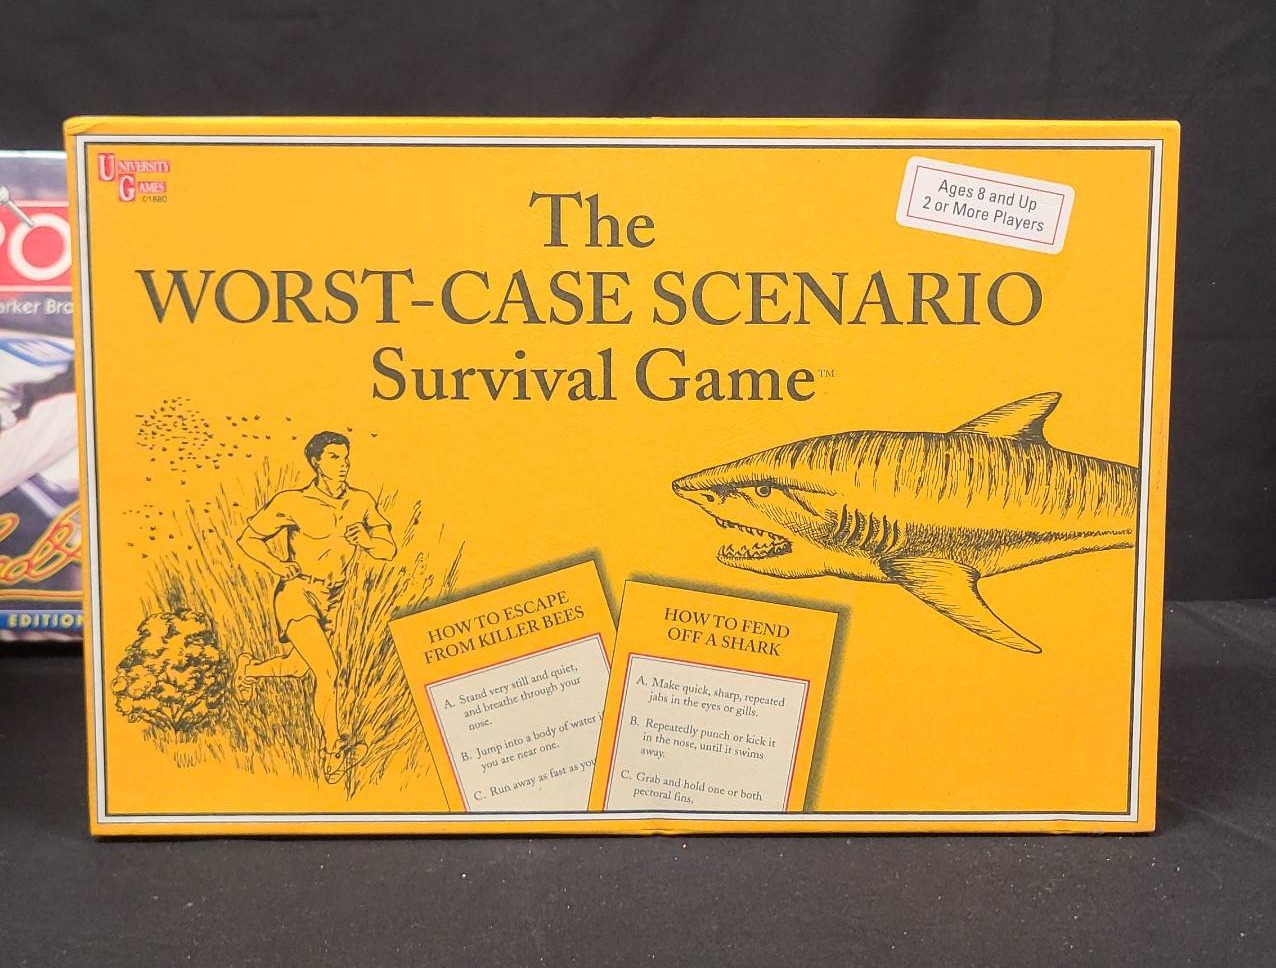 UNIVERSITY
GAMES
01880
Ages 8 and Up
2 or More Players
The
WORST-CASE SCENARIO
Survival Game™
HOW TO ESCAPE
FROM KILLER BEES
A. Stand very still and quiet,
and breathe through your
nose.
B. Jump into a body of water i
you are near one.
C. Run away as fast as you
HOW TO FEND
OFF A SHARK
A. Make quick, sharp, repeated
jabs in the eyes or gills.
B. Repeatedly punch or kick it
in the nose, until it swims
away.
C. Grab and hold one or both
pectoral fins.
PO
arker Bro
EDITION